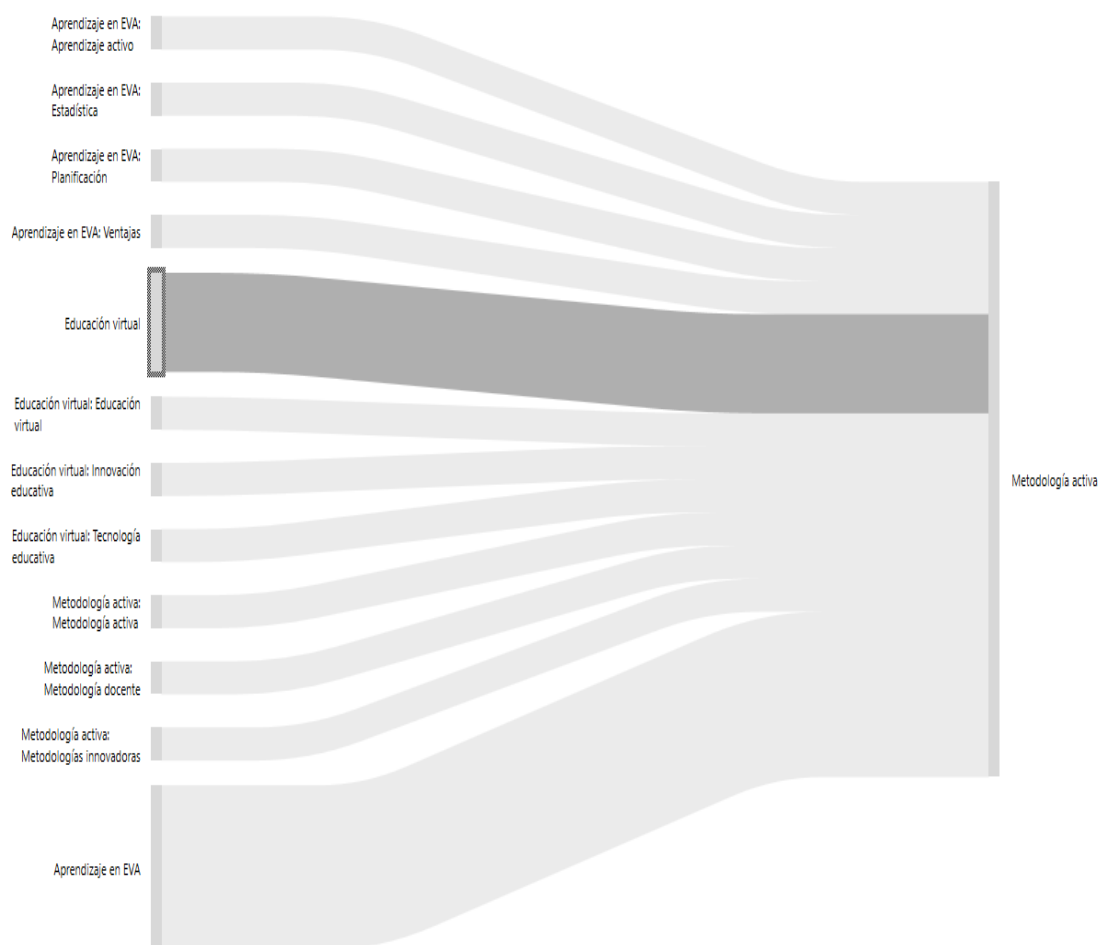 Aprendizaje en EVA:
Aprendizaje activo
Aprendizaje en EVA:
Estadística
Aprendizaje en EVA:
Planificación
Aprendizaje en EVA: Ventajas
Educación virtual
Educación virtual: Educación
virtual
Educación virtual: Innovación
educativa
Educación virtual: Tecnología
educativa
Metodología activa:
Metodología activa
Metodología activa:
Metodología docente
Metodología activa:
Metodologías innovadoras
Aprendizaje en EVA
Metodología activa